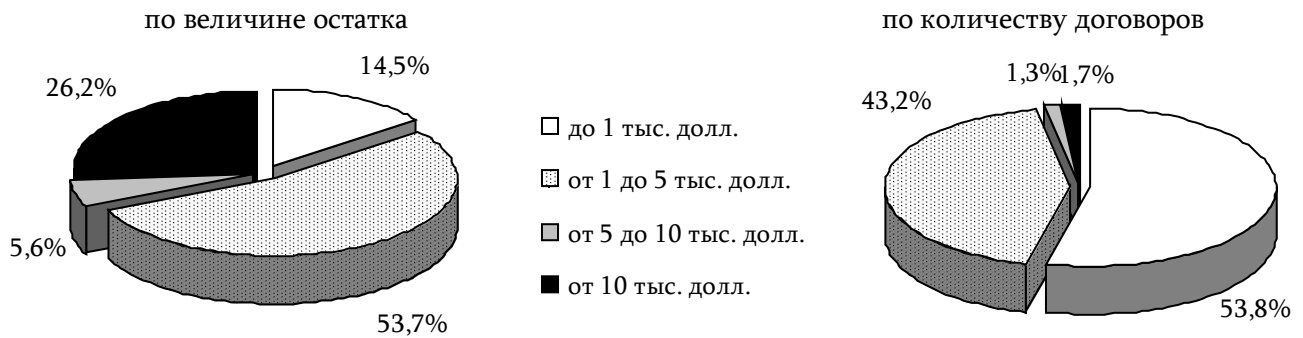 по величине остатка
14,5%
26,2%
5,6%
53,7%
до 1 тыс. долл.
от 1 до 5 тыс. долл.
от 5 до 10 тыс. долл.
от 10 тыс. долл.
по количеству договоров
1,3%
1,7%
43,2%
53,8%